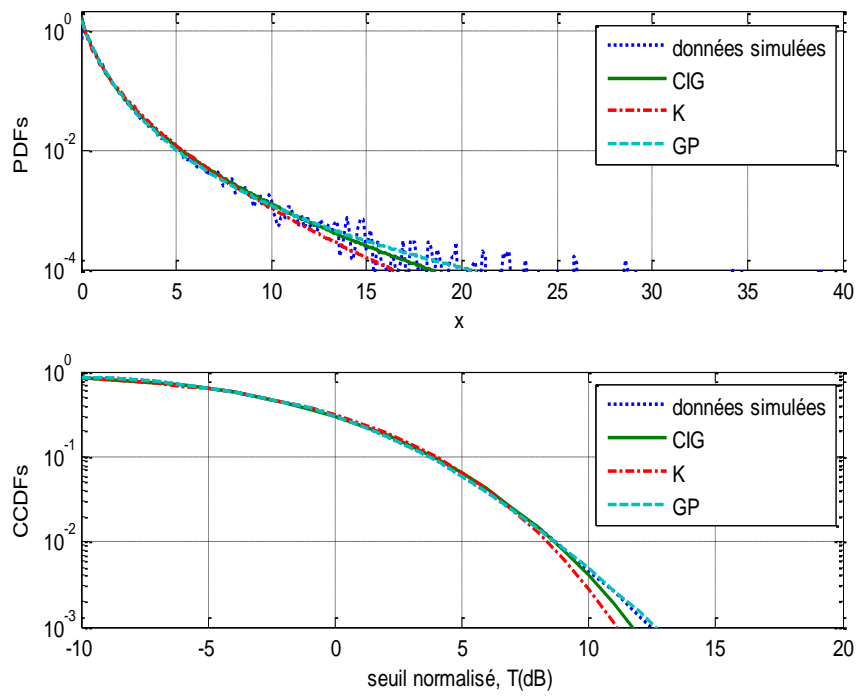 10^0
10^-2
10^-4
PDFs
0 5 10 15 20 25 30 35 40
x
données simulées
CIG
K
GP
10^0
10^-1
10^-2
10^-3
CCDFs
-10 -5 0 5 10 15 20
seuil normalisé, T(dB)
données simulées
CIG
K
GP